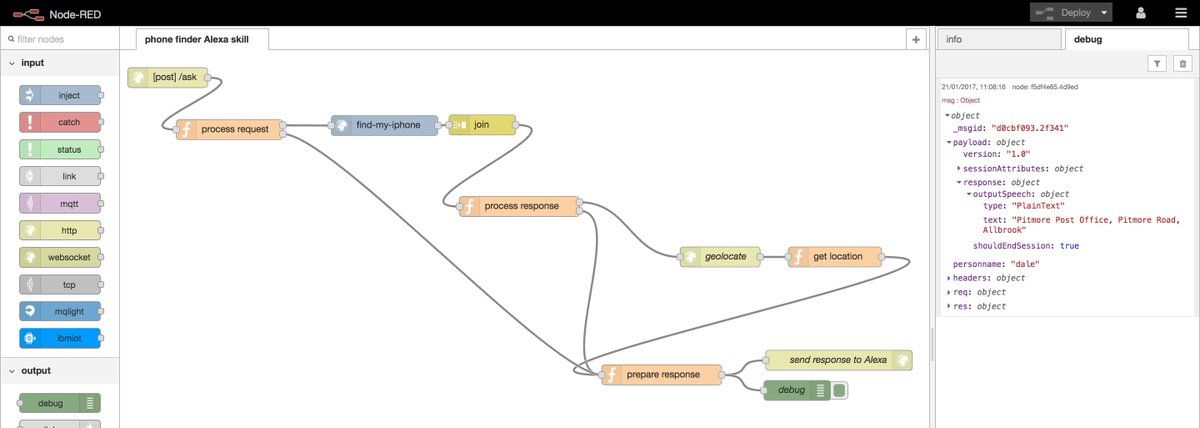 Node-RED
Deploy
filter nodes
phone finder Alexa skill
+
info
debug
input
inject
catch
status
link
mqtt
http
websocket
tcp
mqlight
ibmiot
output
debug
[post] /ask
process request
find-my-iphone
join
process response
geolocate
get location
prepare response
send response to Alexa
debug
21/01/2017, 11:08:16 node: f5df4e85.4d9ed
msg : Object
object
_msgid: "d0cbf093.2f341"
payload: object
version: "1.0"
sessionAttributes: object
response: object
outputSpeech: object
type: "PlainText"
text: "Pitmore Post Office, Pitmore Road,
Allbrook"
shouldEndSession: true
personname: "dale"
headers: object
req: object
res: object